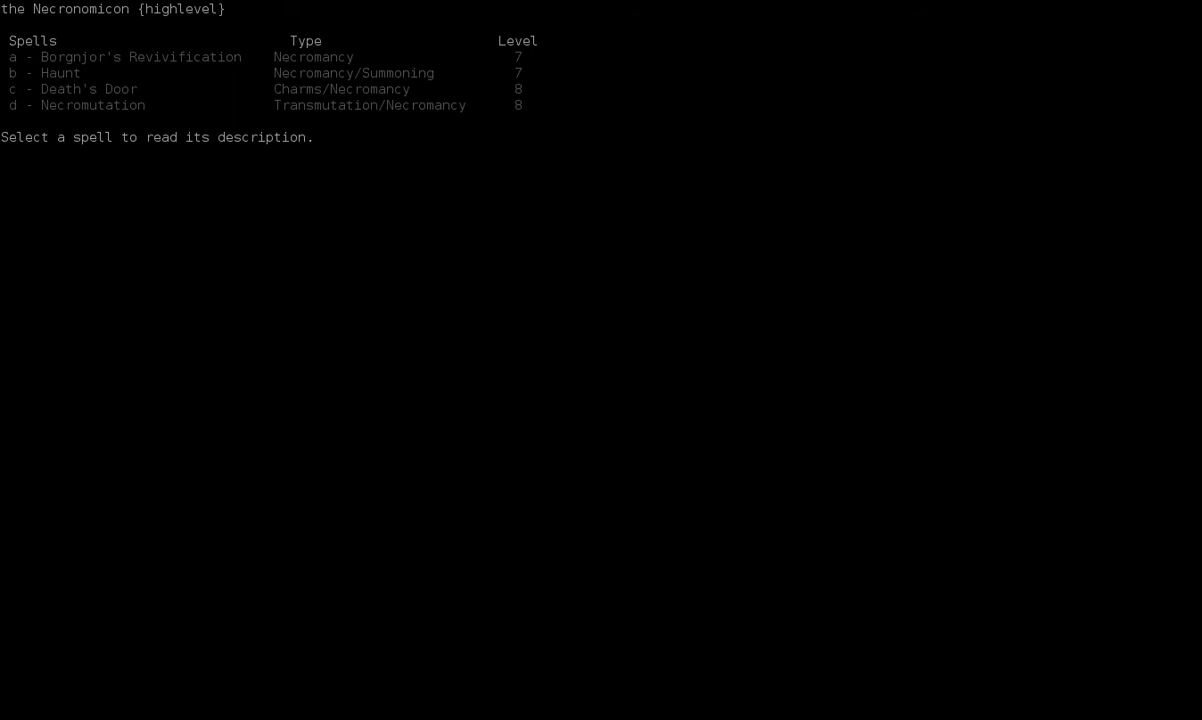 the Necronomicon {highlevel}
Spells Type Level
a - Borgnjor's Revivification Necromancy 7
b - Haunt Necromancy/Summoning 7
c - Death's Door Charms/Necromancy 8
d - Necromutation Transmutation/Necromancy 8
Select a spell to read its description.